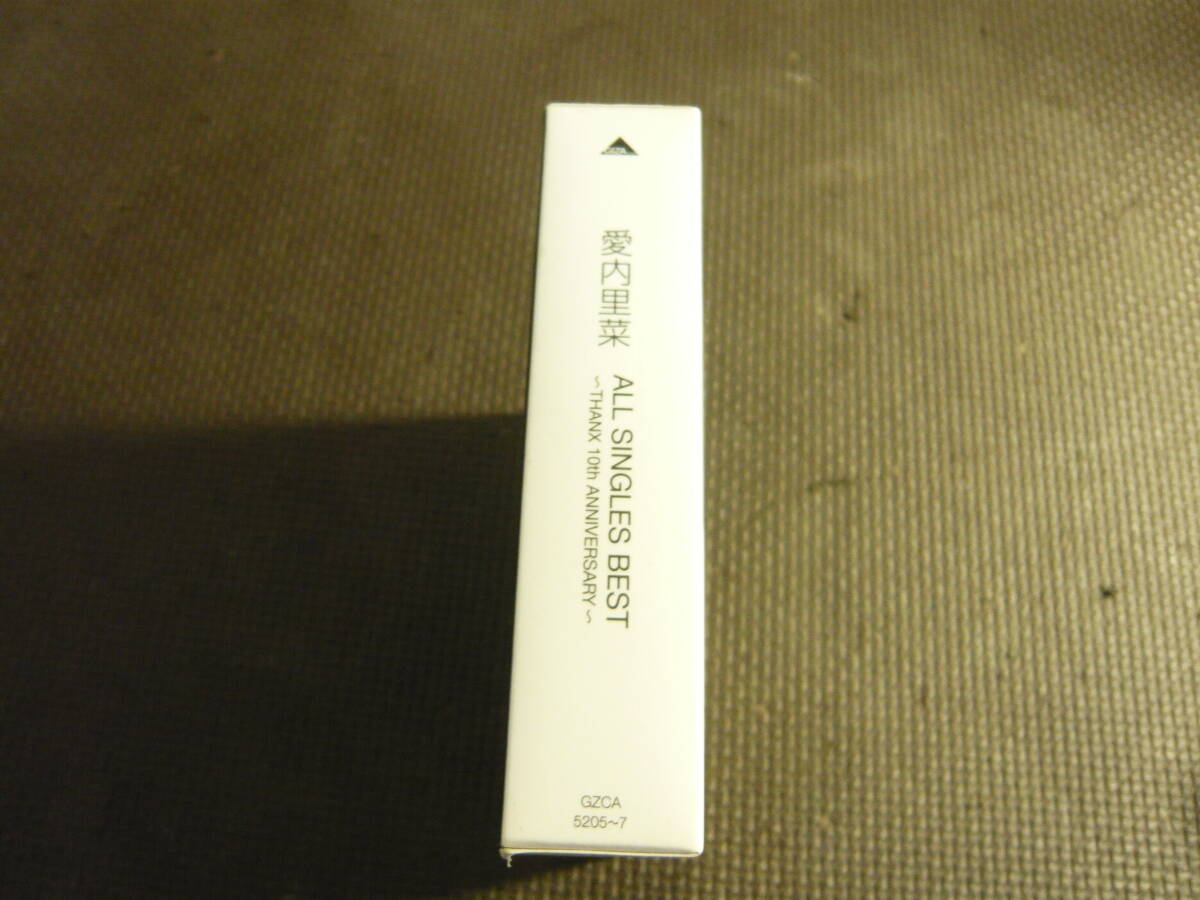 愛内里菜
ALL SINGLES BEST
~THANX 10th ANNIVERSARY~
GZCA
5205~7